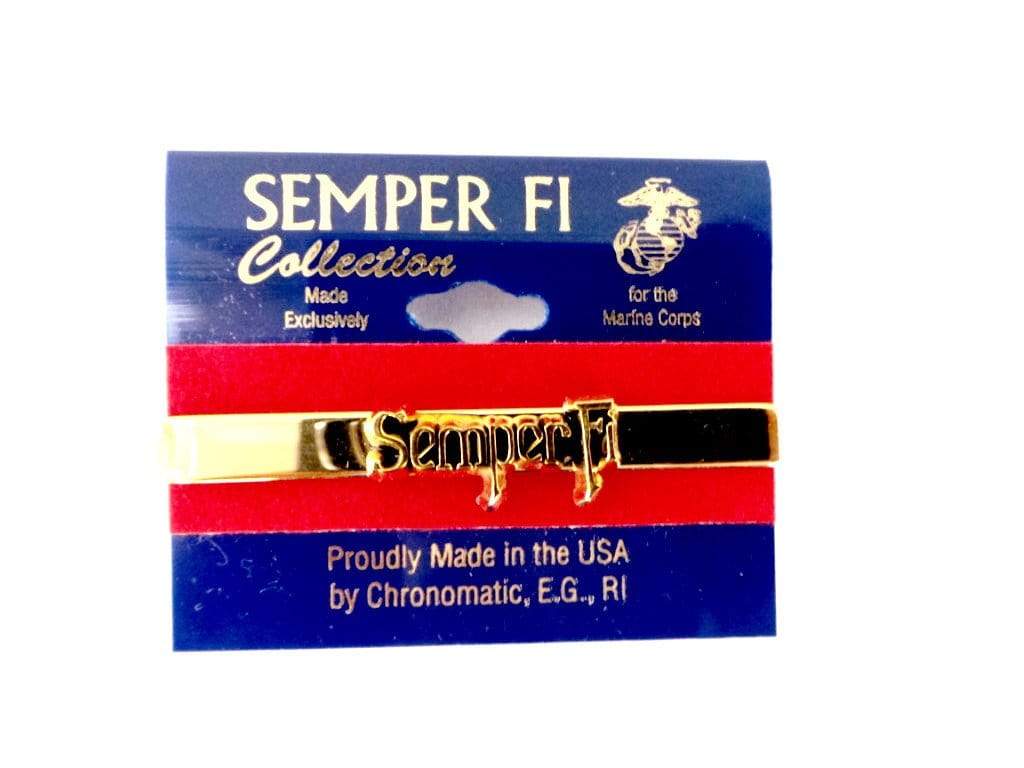 SEMPER FI
Collection
Made
Exclusively
for the
Marine Corps
Semper Fi
Proudly Made in the USA
by Chronomatic, E.G., RI